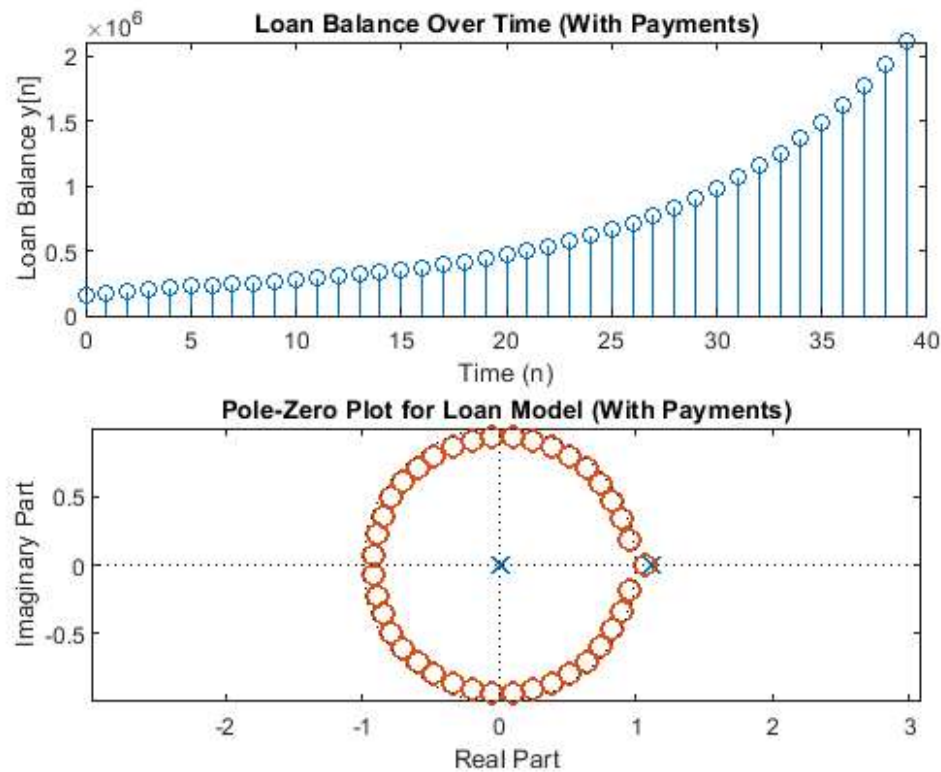 Loan Balance Over Time (With Payments)
×10⁶
2
1.5
1
0.5
0
Loan Balance y[n]
0 5 10 15 20 25 30 35 40
Time (n)
Pole-Zero Plot for Loan Model (With Payments)
0.5
0
-0.5
Imaginary Part
-2 -1 0 1 2 3
Real Part